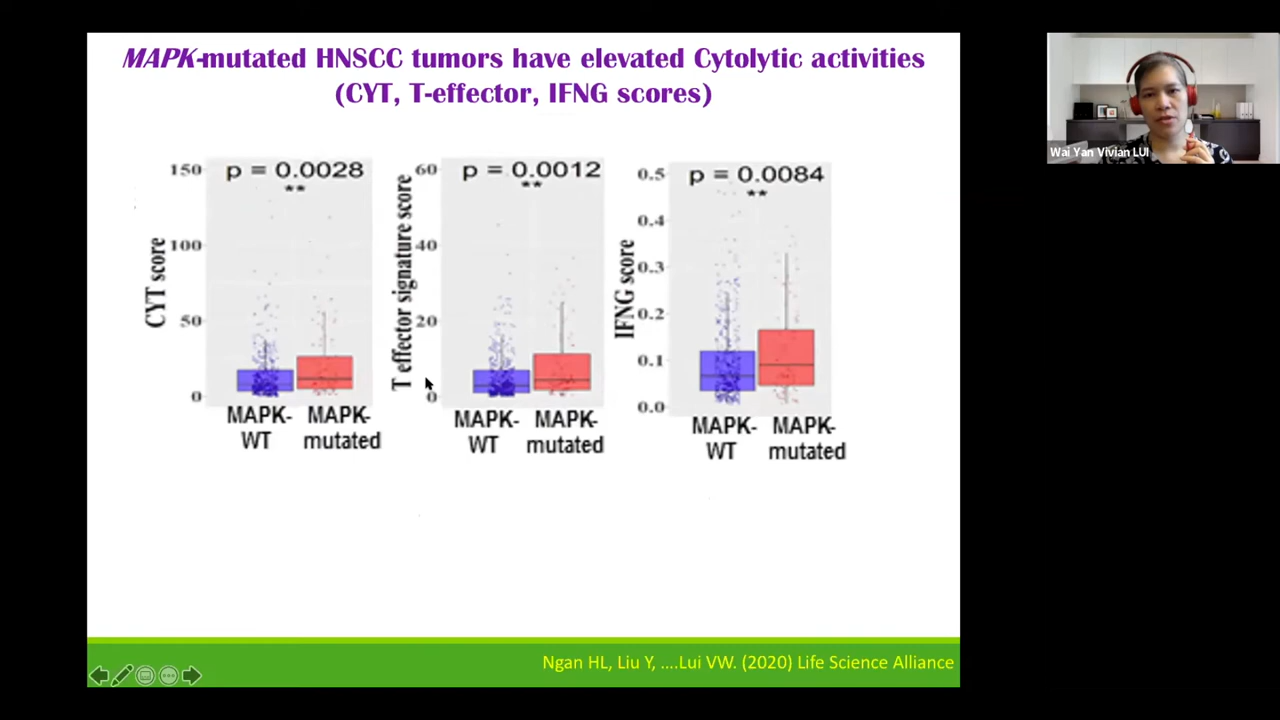 MAPK-mutated HNSCC tumors have elevated Cytolytic activities
(CYT, T-effector, IFNG scores)
Wai Yan Vivian LUI
p = 0.0028
**
CYT score
150
100
50
0
MAPK-
WT
MAPK-
mutated
p = 0.0012
**
T effector signature score
60
40
20
0
MAPK-
WT
MAPK-
mutated
p = 0.0084
**
IFNG score
0.5
0.4
0.3
0.2
0.1
0.0
MAPK-
WT
MAPK-
mutated
Ngan HL, Liu Y, ....Lui VW. (2020) Life Science Alliance